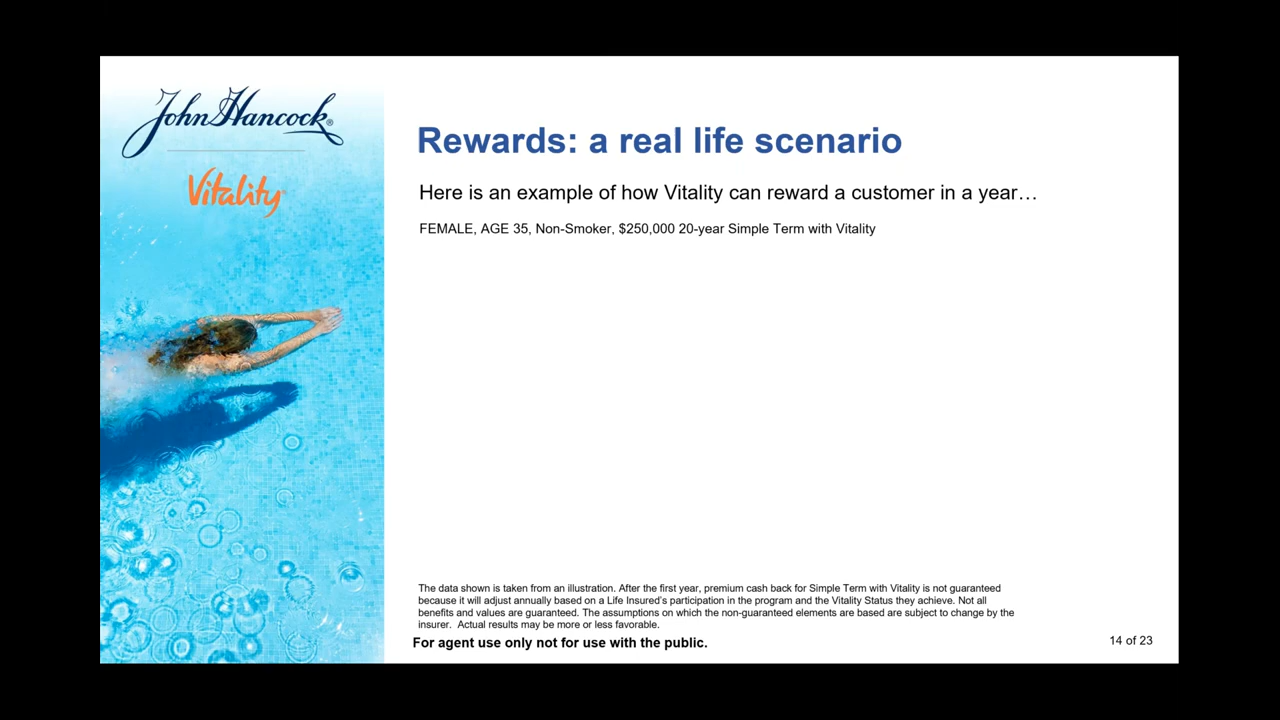 John Hancock®
Vitality®
Rewards: a real life scenario
Here is an example of how Vitality can reward a customer in a year…
FEMALE, AGE 35, Non-Smoker, $250,000 20-year Simple Term with Vitality
The data shown is taken from an illustration. After the first year, premium cash back for Simple Term with Vitality is not guaranteed
because it will adjust annually based on a Life Insured's participation in the program and the Vitality Status they achieve. Not all
benefits and values are guaranteed. The assumptions on which the non-guaranteed elements are based are subject to change by the
insurer.  Actual results may be more or less favorable.
For agent use only not for use with the public.
14 of 23